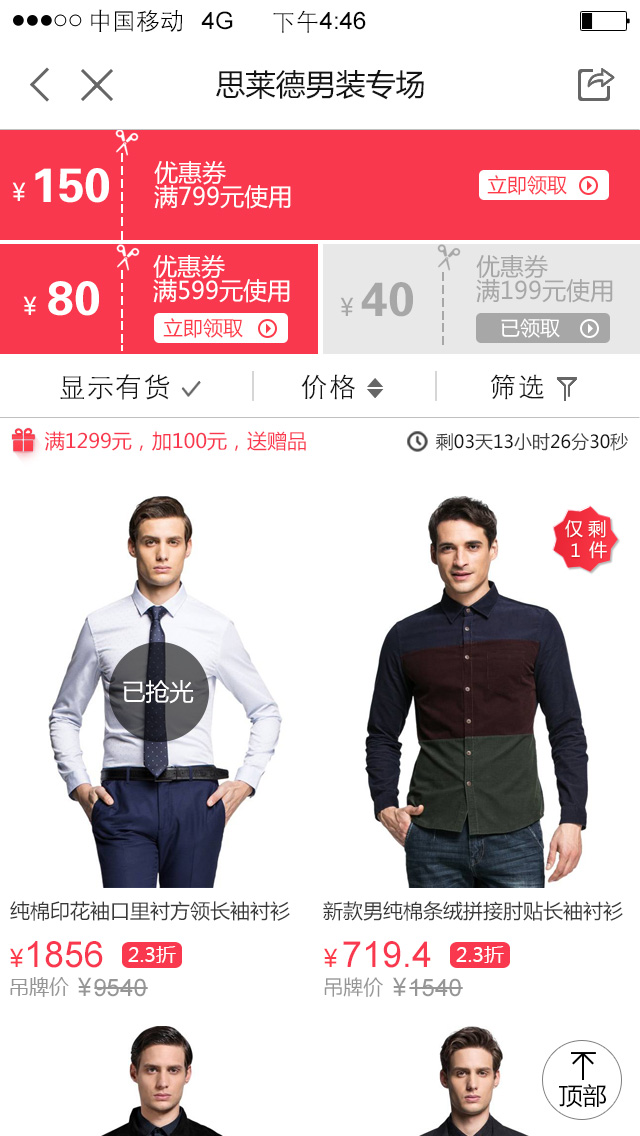 中国移动 4G 下午4:46
思莱德男装专场
¥ 150
优惠券
满799元使用
立即领取
¥ 80
优惠券
满599元使用
立即领取
¥ 40
优惠券
满199元使用
已领取
显示有货 价格 筛选
满1299元，加100元，送赠品
剩03天13小时26分30秒
已抢光
仅剩
1件
纯棉印花袖口里衬方领长袖衬衫
¥1856 2.3折
吊牌价 ¥9540
新款男纯棉条绒拼接肘贴长袖衬衫
¥719.4 2.3折
吊牌价 ¥1540
顶部